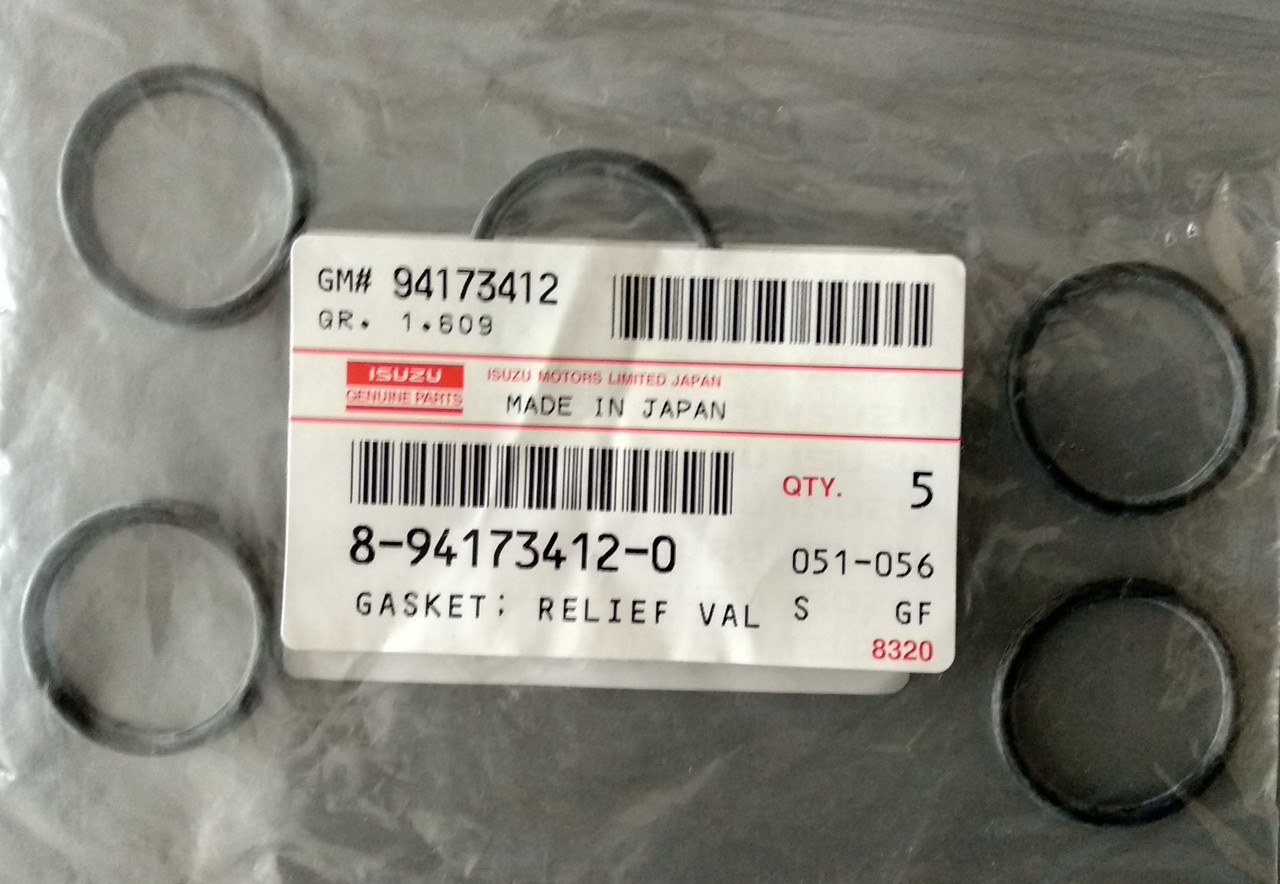 GM# 94173412
GR. 1.609
ISUZU
GENUINE PARTS
ISUZU MOTORS LIMITED JAPAN
MADE IN JAPAN
QTY. 5
8-94173412-0
051-056
GASKET; RELIEF VAL S GF
8320